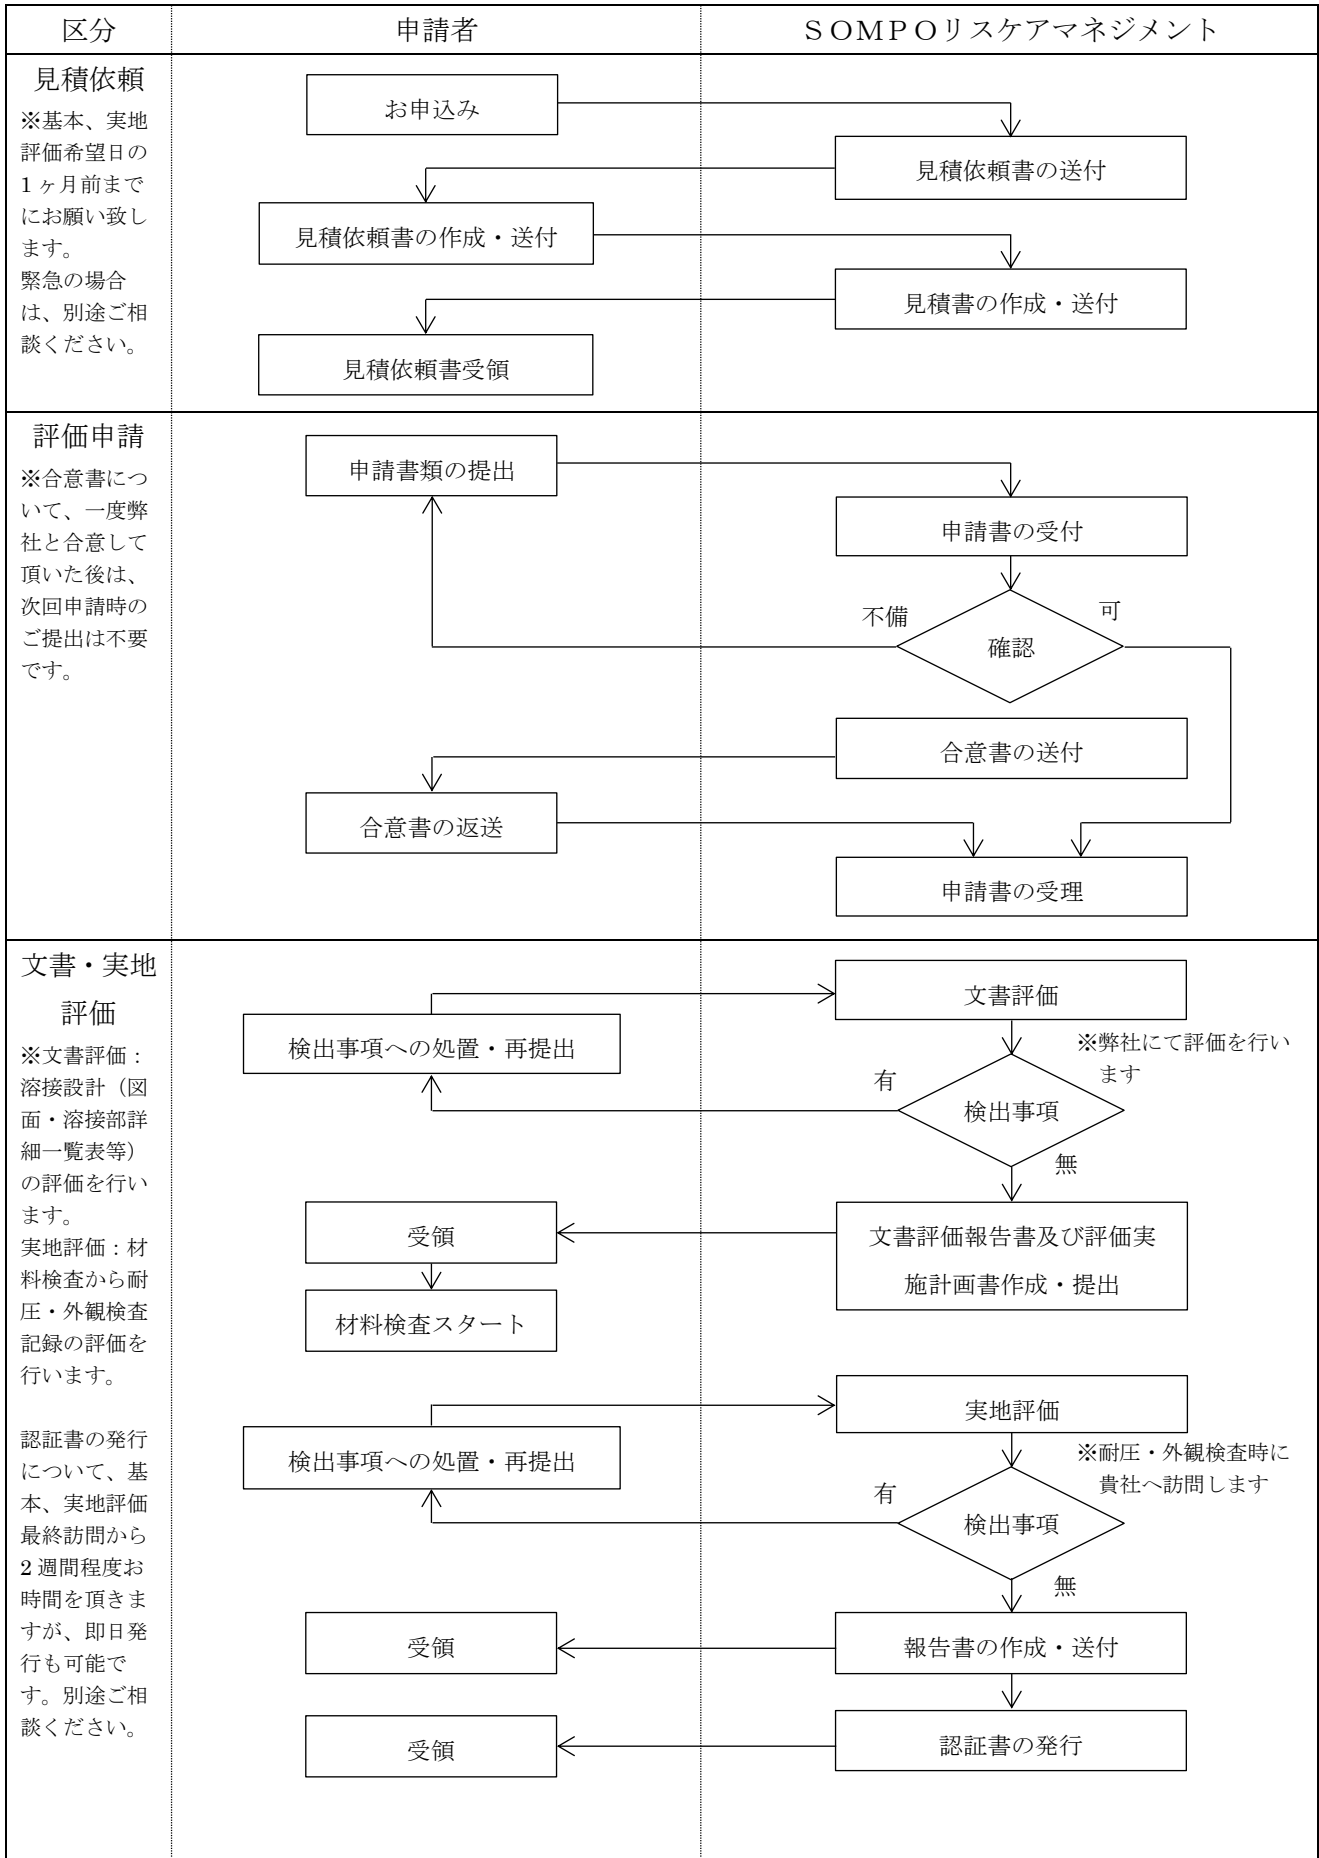 区分
申請者
ＳＯＭＰＯリスケアマネジメント
見積依頼
※基本、実地
評価希望日の
1ヶ月前まで
にお願い致し
ます。
緊急の場合
は、別途ご相
談ください。
お申込み
見積依頼書の送付
見積依頼書の作成・送付
見積書の作成・送付
見積依頼書受領
評価申請
※合意書につ
いて、一度弊
社と合意して
頂いた後は、
次回申請時の
ご提出は不要
です。
申請書類の提出
申請書の受付
不備
可
確認
合意書の送付
合意書の返送
申請書の受理
文書・実地
評価
※文書評価：
溶接設計（図
面・溶接部詳
細一覧表等）
の評価を行い
ます。
実地評価：材
料検査から耐
圧・外観検査
記録の評価を
行います。
認証書の発行
について、基
本、実地評価
最終訪問から
2週間程度お
時間を頂きま
すが、即日発
行も可能で
す。別途ご相
談ください。
文書評価
検出事項への処置・再提出
※弊社にて評価を行い
ます
有
検出事項
無
受領
文書評価報告書及び評価実
施計画書作成・提出
材料検査スタート
実地評価
検出事項への処置・再提出
※耐圧・外観検査時に
貴社へ訪問します
有
検出事項
無
受領
報告書の作成・送付
受領
認証書の発行